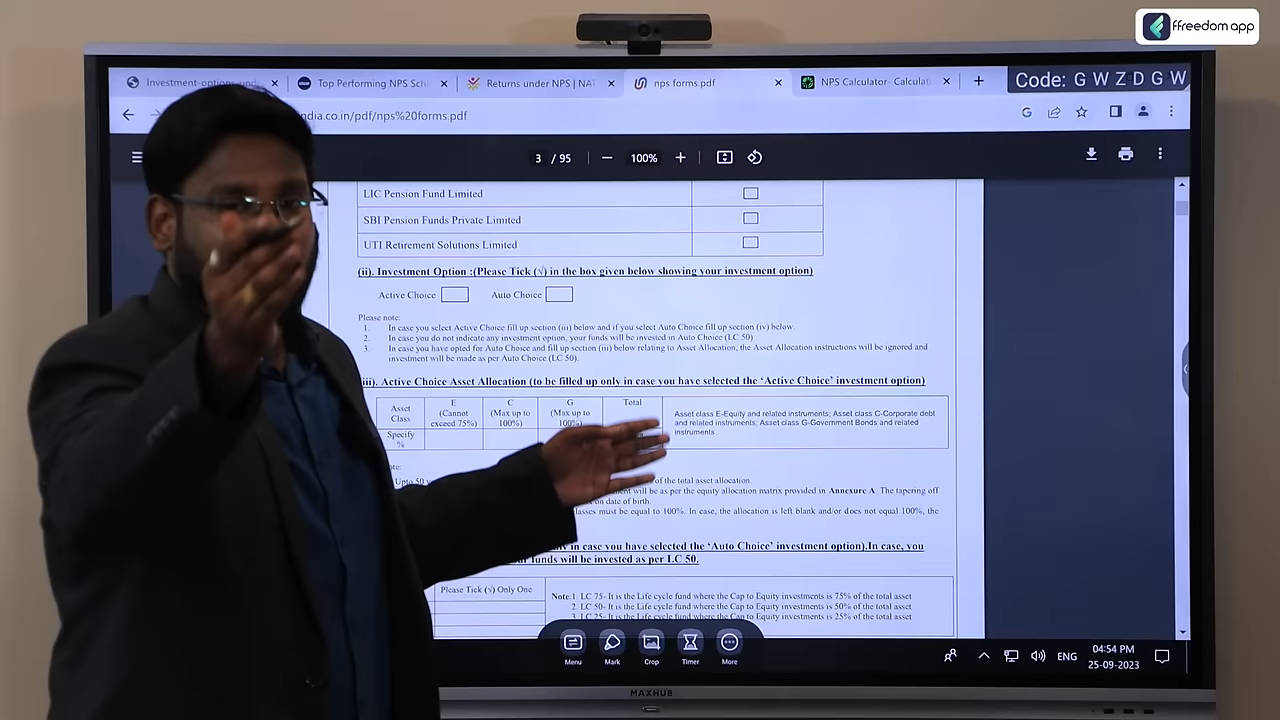 ffreedom app
Investment-options-und
Top Performing NPS Sch
Returns under NPS | NAT
nps forms.pdf
NPS Calculator- Calculat
Code: G W Z D G W
ndia.co.in/pdf/nps%20forms.pdf
3 / 95
100%
LIC Pension Fund Limited
SBI Pension Funds Private Limited
UTI Retirement Solutions Limited
(ii). Investment Option :(Please Tick (√) in the box given below showing your investment option)
Active Choice Auto Choice
Please note:
1. In case you select Active Choice fill up section (iii) below and if you select Auto Choice fill up section (iv) below.
2. In case you do not indicate any investment option, your funds will be invested in Auto Choice (LC 50)
3. In case you have opted for Auto Choice and fill up section (iii) below relating to Asset Allocation, the Asset Allocation instructions will be ignored and
investment will be made as per Auto Choice (LC 50).
iii). Active Choice Asset Allocation (to be filled up only in case you have selected the 'Active Choice' investment option)
Asset Class
E (Cannot exceed 75%)
C (Max up to 100%)
G (Max up to 100%)
Total
Asset class E-Equity and related instruments; Asset class C-Corporate debt
and related instruments; Asset class G-Government Bonds and related
instruments
Specify %
Upto 50 of the total asset allocation.
will be as per the equity allocation matrix provided in Annexure A. The tapering off
on date of birth.
must be equal to 100%. In case, the allocation is left blank and/or does not equal 100%, the
in case you have selected the 'Auto Choice' investment option).In case, you
funds will be invested as per LC 50.
Please Tick (√) Only One
Note:1. LC 75- It is the Life cycle fund where the Cap to Equity investments is 75% of the total asset
2. LC 50- It is the Life cycle fund where the Cap to Equity investments is 50% of the total asset
3. LC 25- It is the Life cycle fund where the Cap to Equity investments is 25% of the total asset
Menu Mark Crop Timer More
ENG
04:54 PM
25-09-2023
MAXHUB